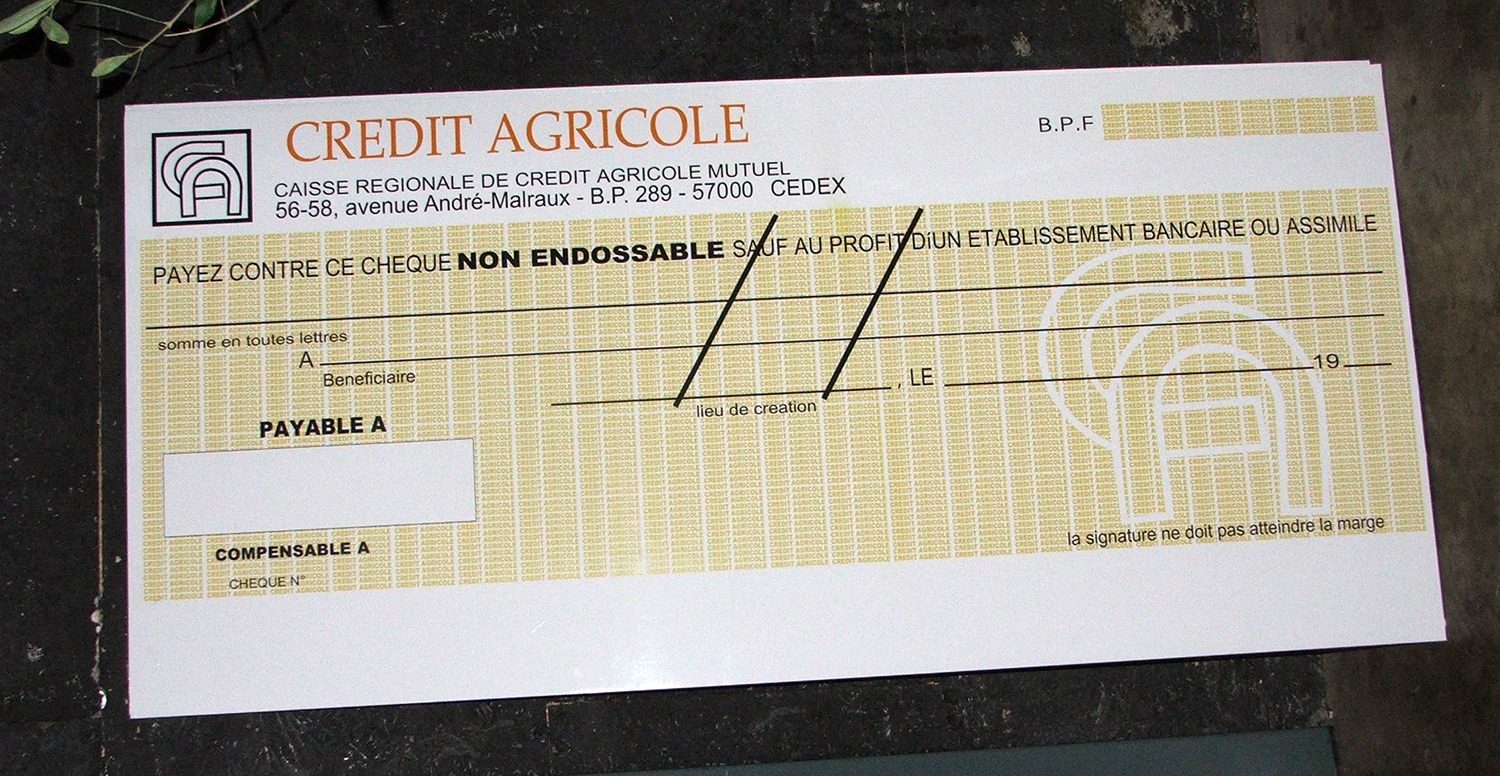 CREDIT AGRICOLE
B.P.F
CAISSE REGIONALE DE CREDIT AGRICOLE MUTUEL
56-58, avenue André-Malraux - B.P. 289 - 57000 CEDEX
PAYEZ CONTRE CE CHEQUE NON ENDOSSABLE SAUF AU PROFIT DíUN ETABLISSEMENT BANCAIRE OU ASSIMILE
somme en toutes lettres
A
Beneficiaire
, LE 19
lieu de creation
PAYABLE A
COMPENSABLE A
CHEQUE N°
la signature ne doit pas atteindre la marge